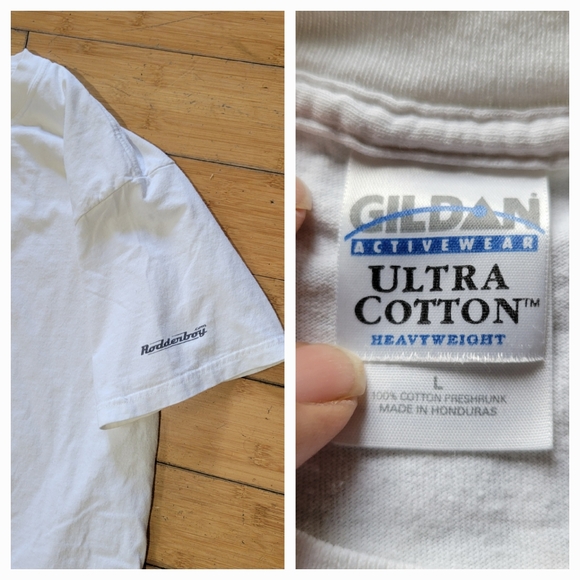 Rodderboy
GILDAN
ACTIVEWEAR
ULTRA
COTTON™
HEAVYWEIGHT
L
100% COTTON PRESHRUNK
MADE IN HONDURAS